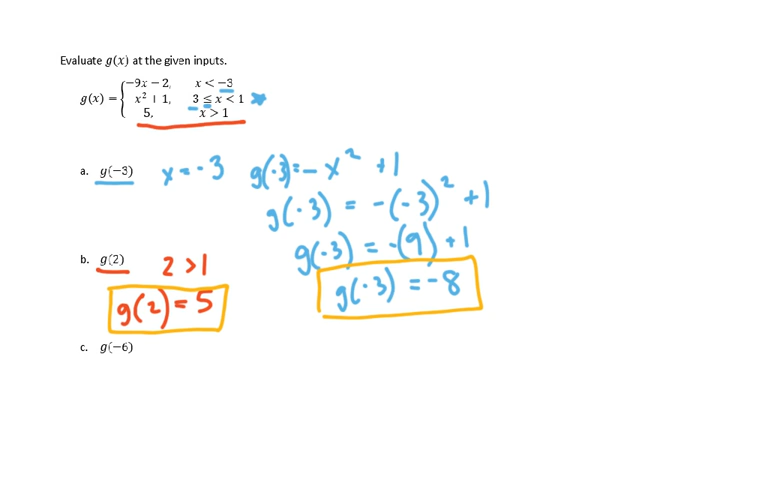 Evaluate g(x) at the given inputs.
g(x) = { −9x − 2, x < −3
x² + 1, 3 ≤ x < 1
5, x > 1
a. g(−3) x = -3 g(-3) = - x² + 1
g(-3) = -(-3)² + 1
g(-3) = -(9) + 1
g(-3) = -8
b. g(2) 2 > 1
g(2) = 5
c. g(−6)